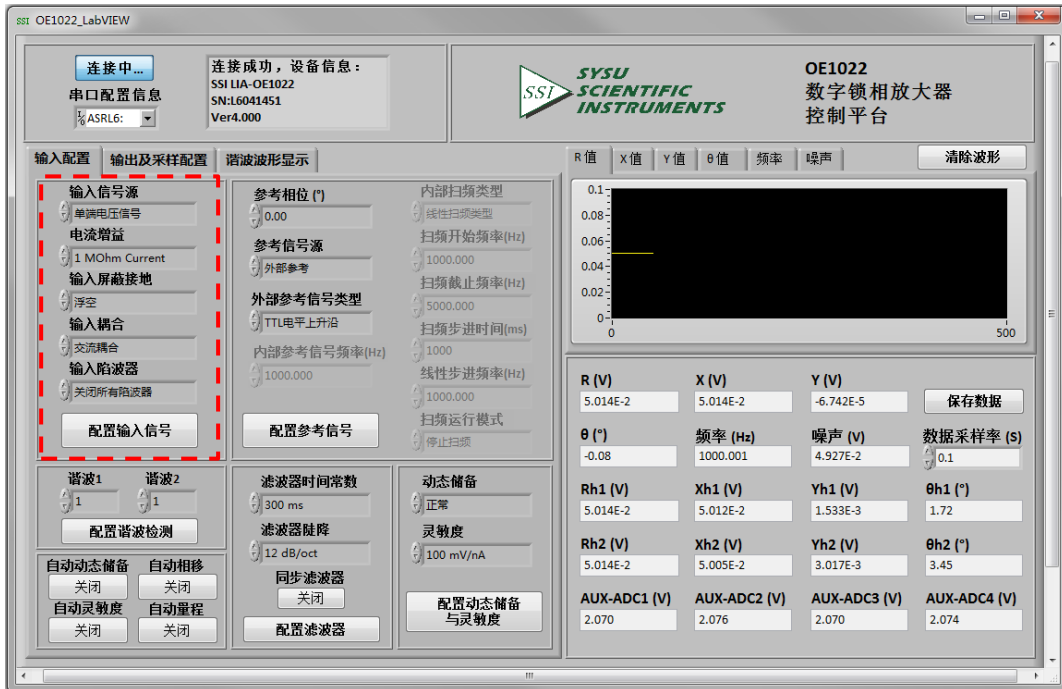 SSI OE1022_LabVIEW
连接中...
串口配置信息
ASRL6:
连接成功，设备信息：
SSI LIA-OE1022
SN:L6041451
Ver4.000
SSI
SYSU
SCIENTIFIC
INSTRUMENTS
OE1022
数字锁相放大器
控制平台
输入配置 输出及采样配置 谐波波形显示
输入信号源
单端电压信号
电流增益
1 MOhm Current
输入屏蔽接地
浮空
输入耦合
交流耦合
输入陷波器
关闭所有陷波器
配置输入信号
参考相位 (°)
0.00
参考信号源
外部参考
外部参考信号类型
TTL电平上升沿
内部参考信号频率(Hz)
1000.000
配置参考信号
内部扫频类型
线性扫频类型
扫频开始频率(Hz)
1000.000
扫频截止频率(Hz)
5000.000
扫频步进时间(ms)
1000
线性步进频率(Hz)
1000.000
扫频运行模式
停止扫频
谐波1 谐波2
1 1
配置谐波检测
自动动态储备 自动相移
关闭 关闭
自动灵敏度 自动量程
关闭 关闭
滤波器时间常数
300 ms
滤波器陡降
12 dB/oct
同步滤波器
关闭
配置滤波器
动态储备
正常
灵敏度
100 mV/nA
配置动态储备
与灵敏度
R 值 X 值 Y 值 θ 值 频率 噪声
清除波形
0.1
0.08
0.06
0.04
0.02
0
0 500
R (V) X (V) Y (V)
5.014E-2 5.014E-2 -6.742E-5 保存数据
θ (°) 频率 (Hz) 噪声 (V) 数据采样率 (S)
-0.08 1000.001 4.927E-2 0.1
Rh1 (V) Xh1 (V) Yh1 (V) θh1 (°)
5.014E-2 5.012E-2 1.533E-3 1.72
Rh2 (V) Xh2 (V) Yh2 (V) θh2 (°)
5.014E-2 5.005E-2 3.017E-3 3.45
AUX-ADC1 (V) AUX-ADC2 (V) AUX-ADC3 (V) AUX-ADC4 (V)
2.070 2.076 2.070 2.074